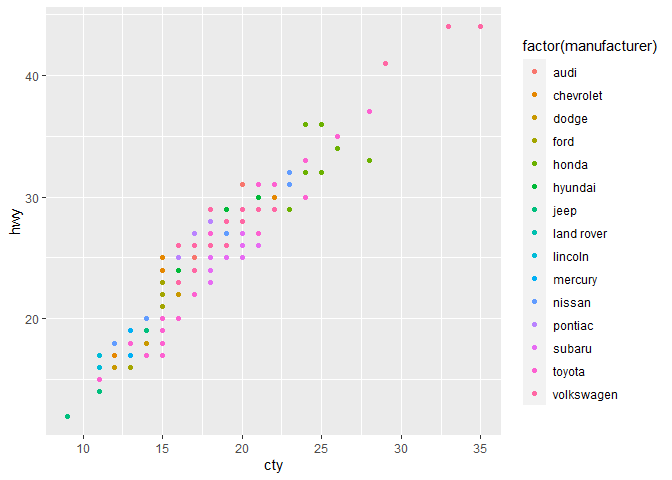 factor(manufacturer)
audi
chevrolet
dodge
ford
honda
hyundai
jeep
land rover
lincoln
mercury
nissan
pontiac
subaru
toyota
volkswagen
hwy
40
30
20
10
15
20
25
30
35
cty